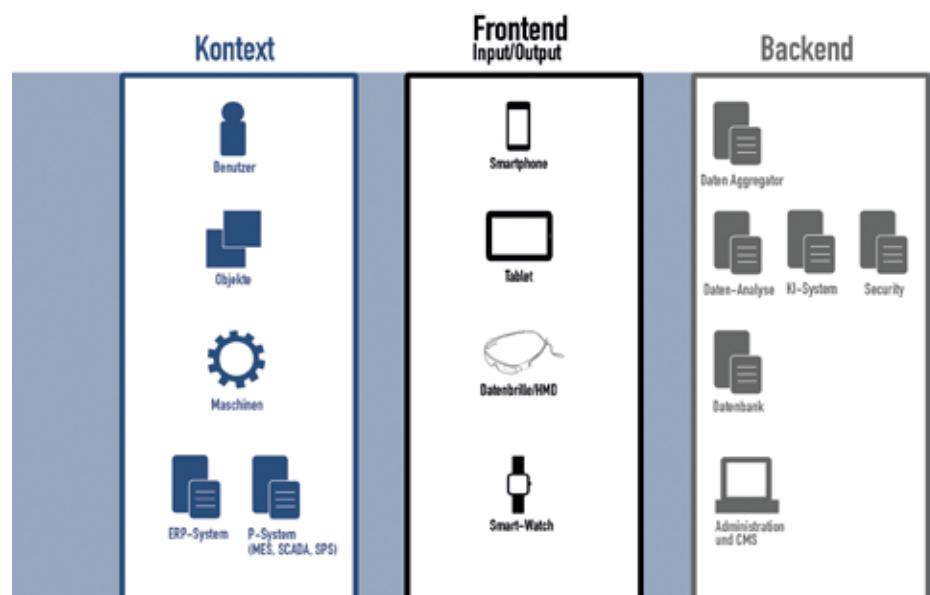 Kontext
Frontend
Input/Output
Backend
Benutzer
Objekte
Maschinen
ERP-System
P-System
(MES, SCADA, SPS)
Smartphone
Tablet
Datenbrille/HMD
Smart-Watch
Daten Aggregator
Daten-Analyse
KI-System
Security
Datenbank
Administration
und CMS